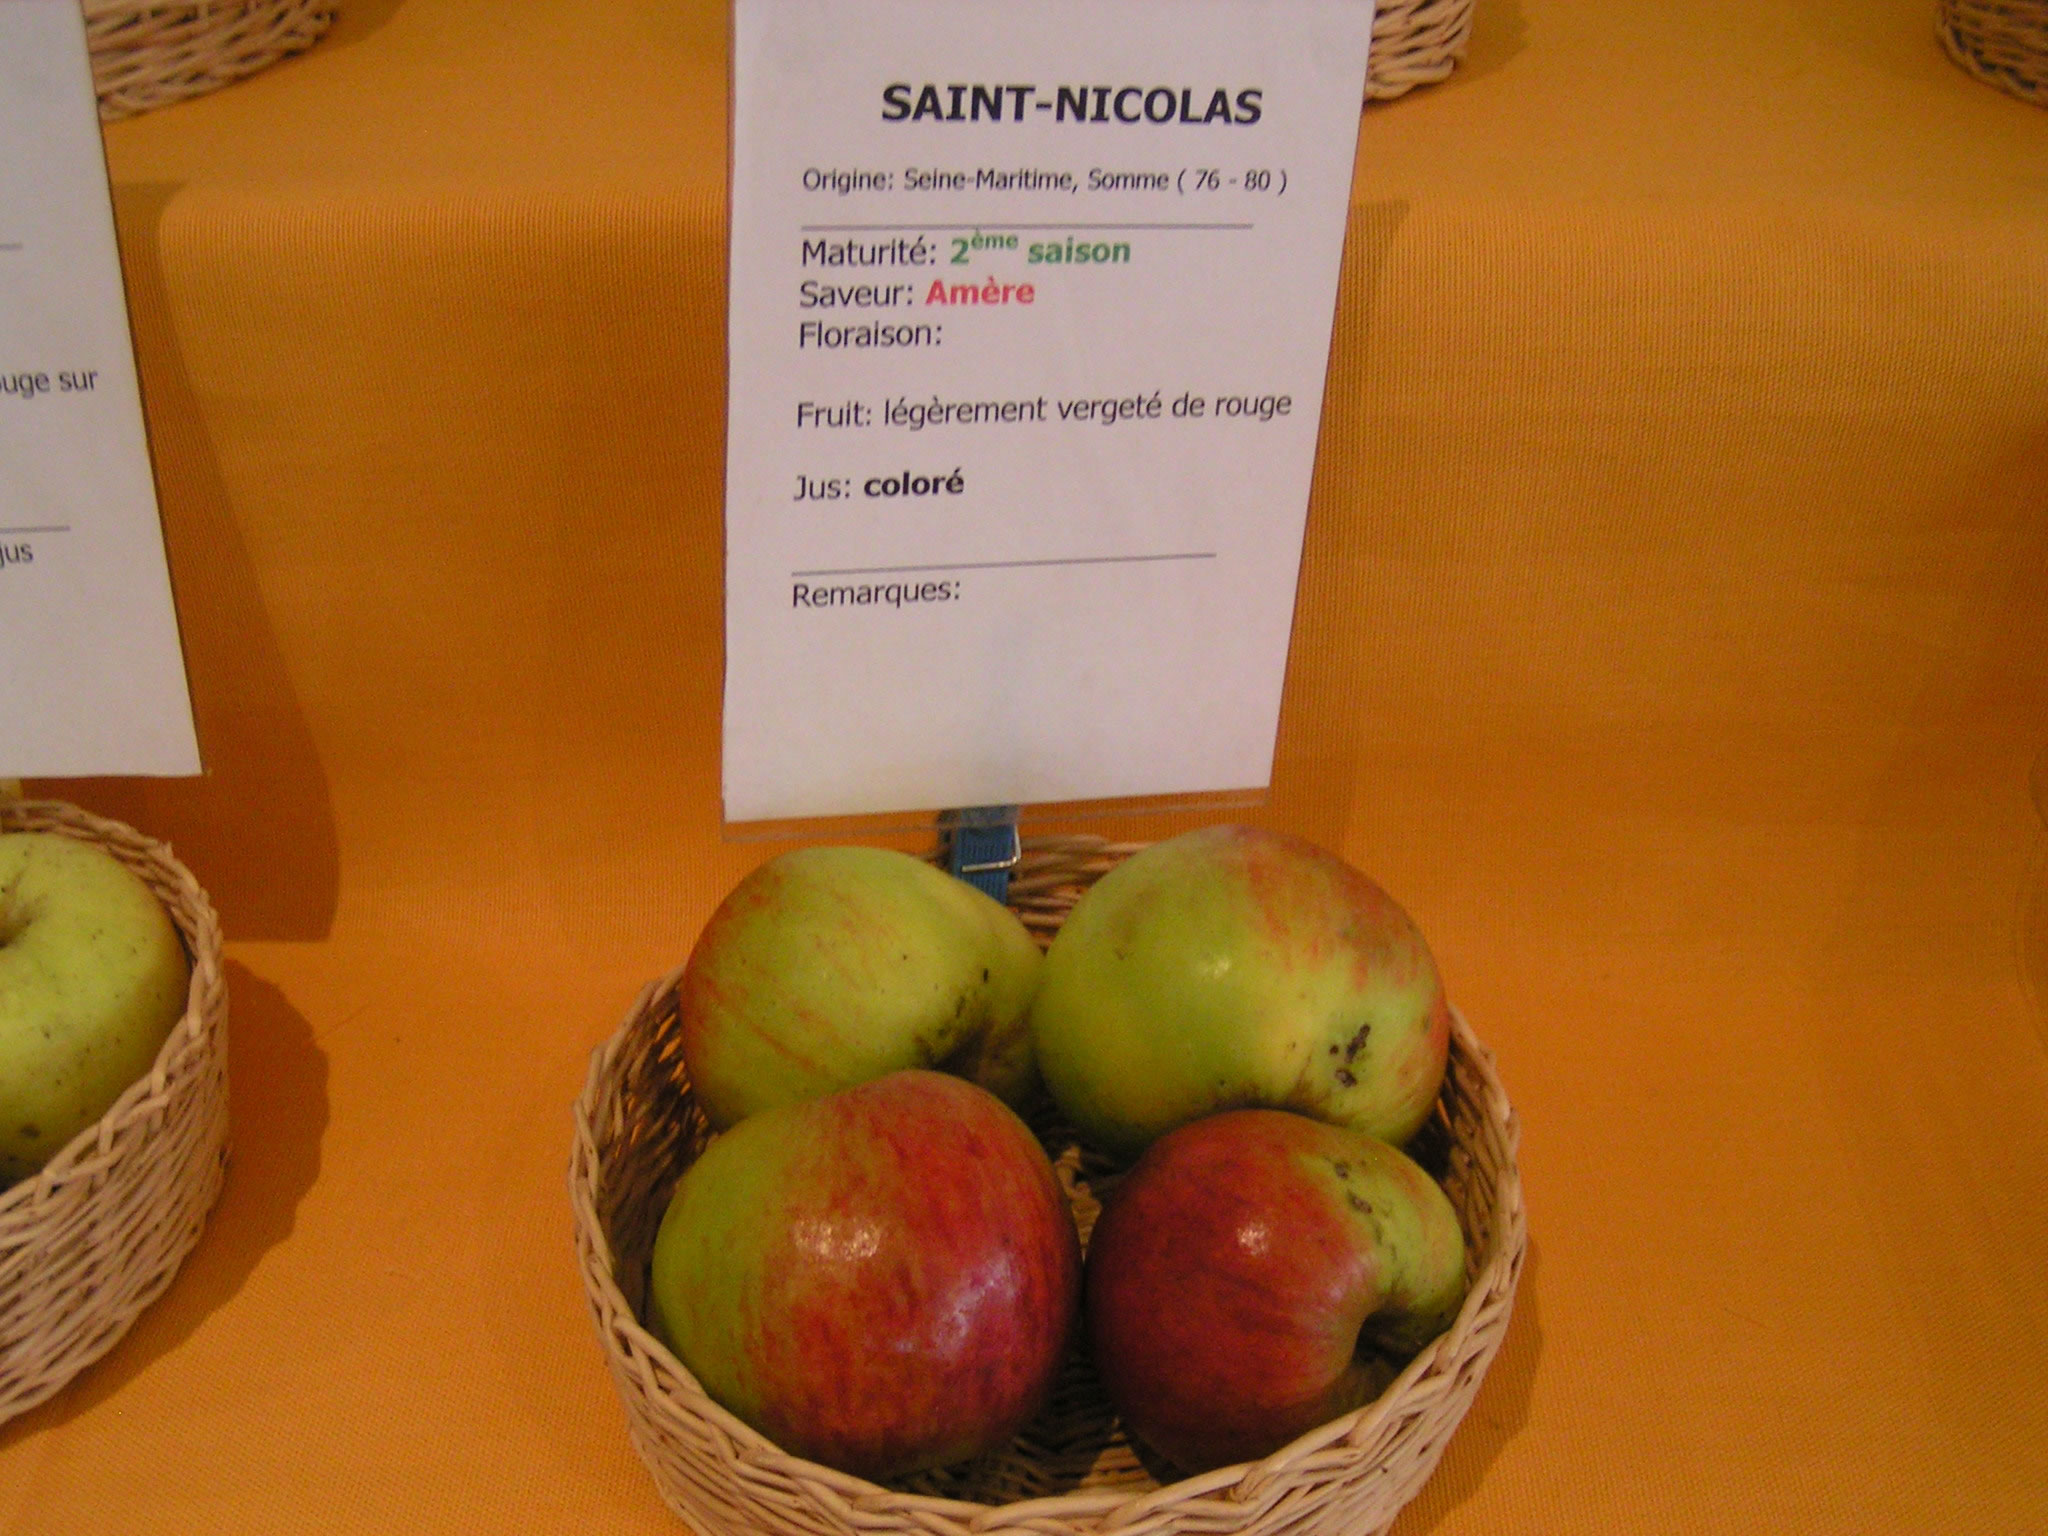 SAINT-NICOLAS
Origine: Seine-Maritime, Somme ( 76 - 80 )
Maturité: 2ème saison
Saveur: Amère
Floraison:
Fruit: légèrement vergeté de rouge
Jus: coloré
Remarques:
sur
jus